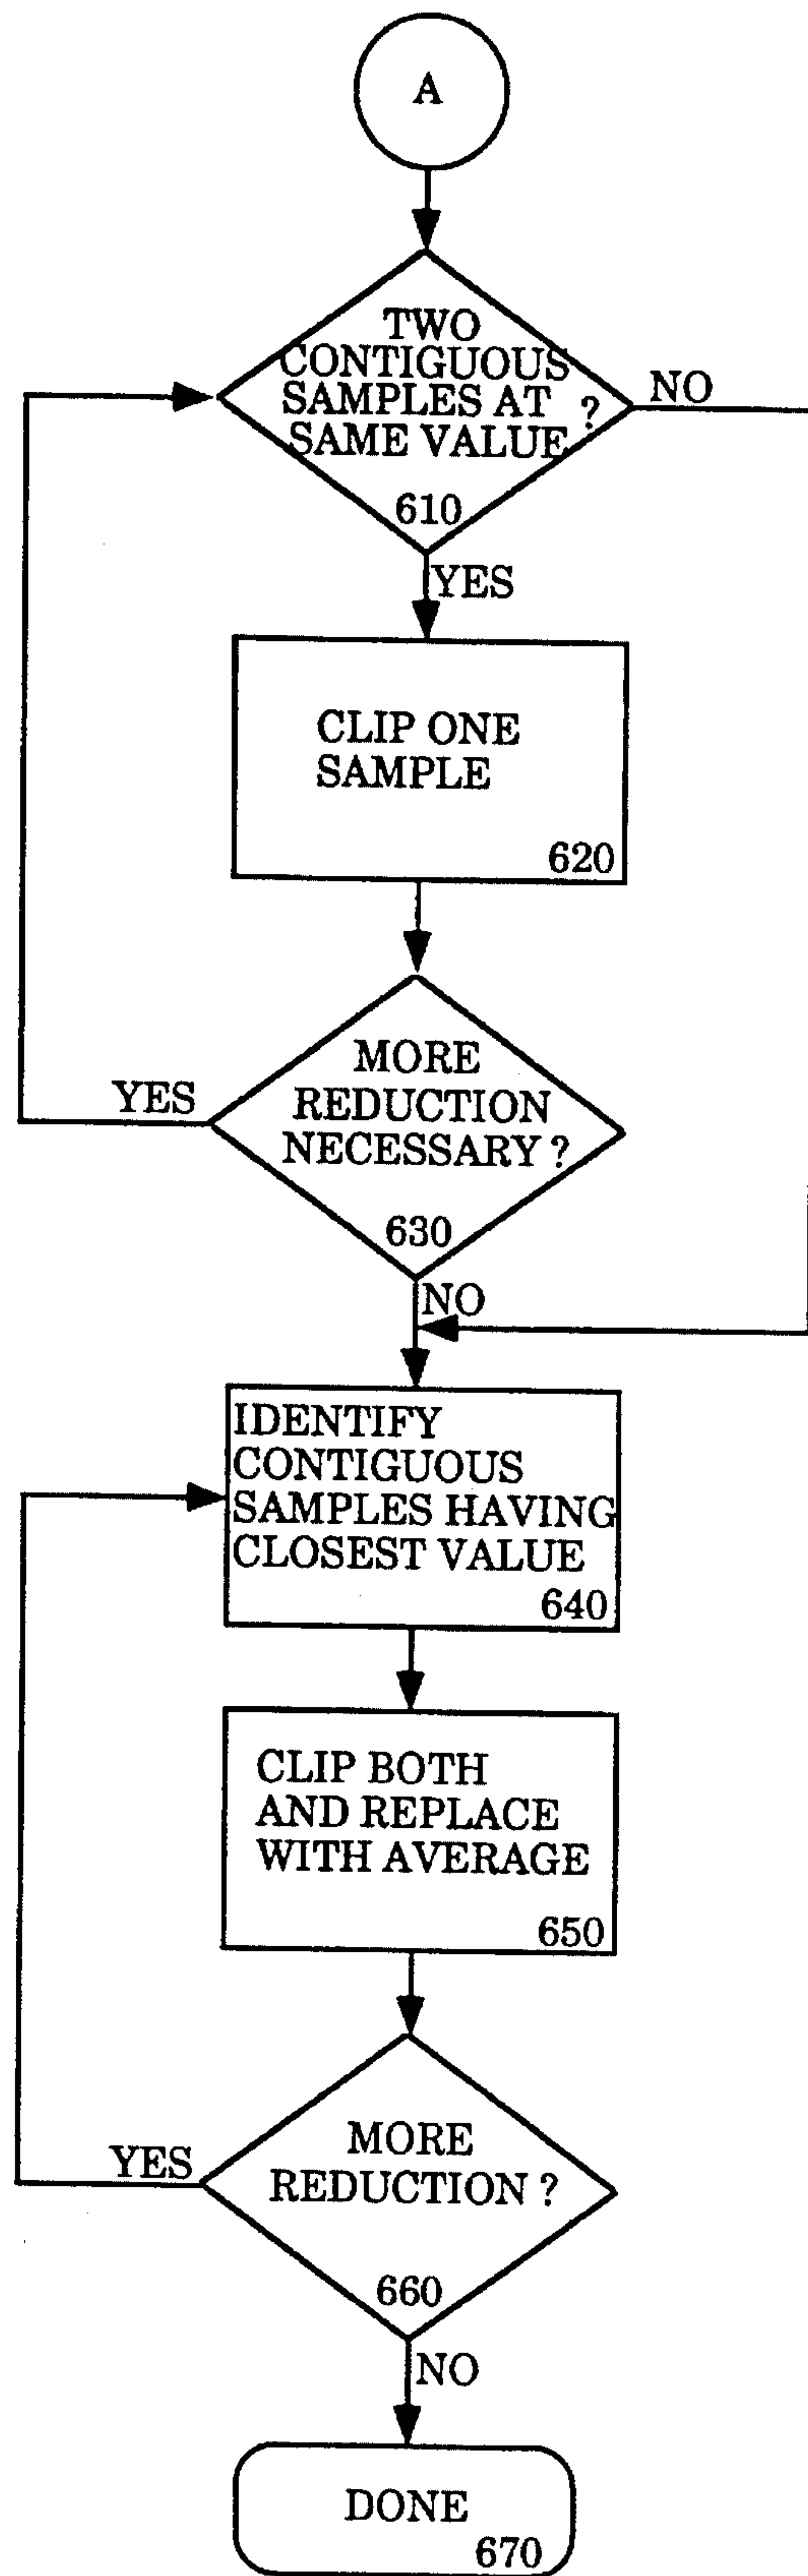 A
TWO
CONTIGUOUS
SAMPLES AT ?
SAME VALUE
610
NO
YES
CLIP ONE
SAMPLE
620
MORE
REDUCTION
NECESSARY ?
630
YES
NO
IDENTIFY
CONTIGUOUS
SAMPLES HAVING
CLOSEST VALUE
640
CLIP BOTH
AND REPLACE
WITH AVERAGE
650
MORE
REDUCTION ?
660
YES
NO
DONE
670